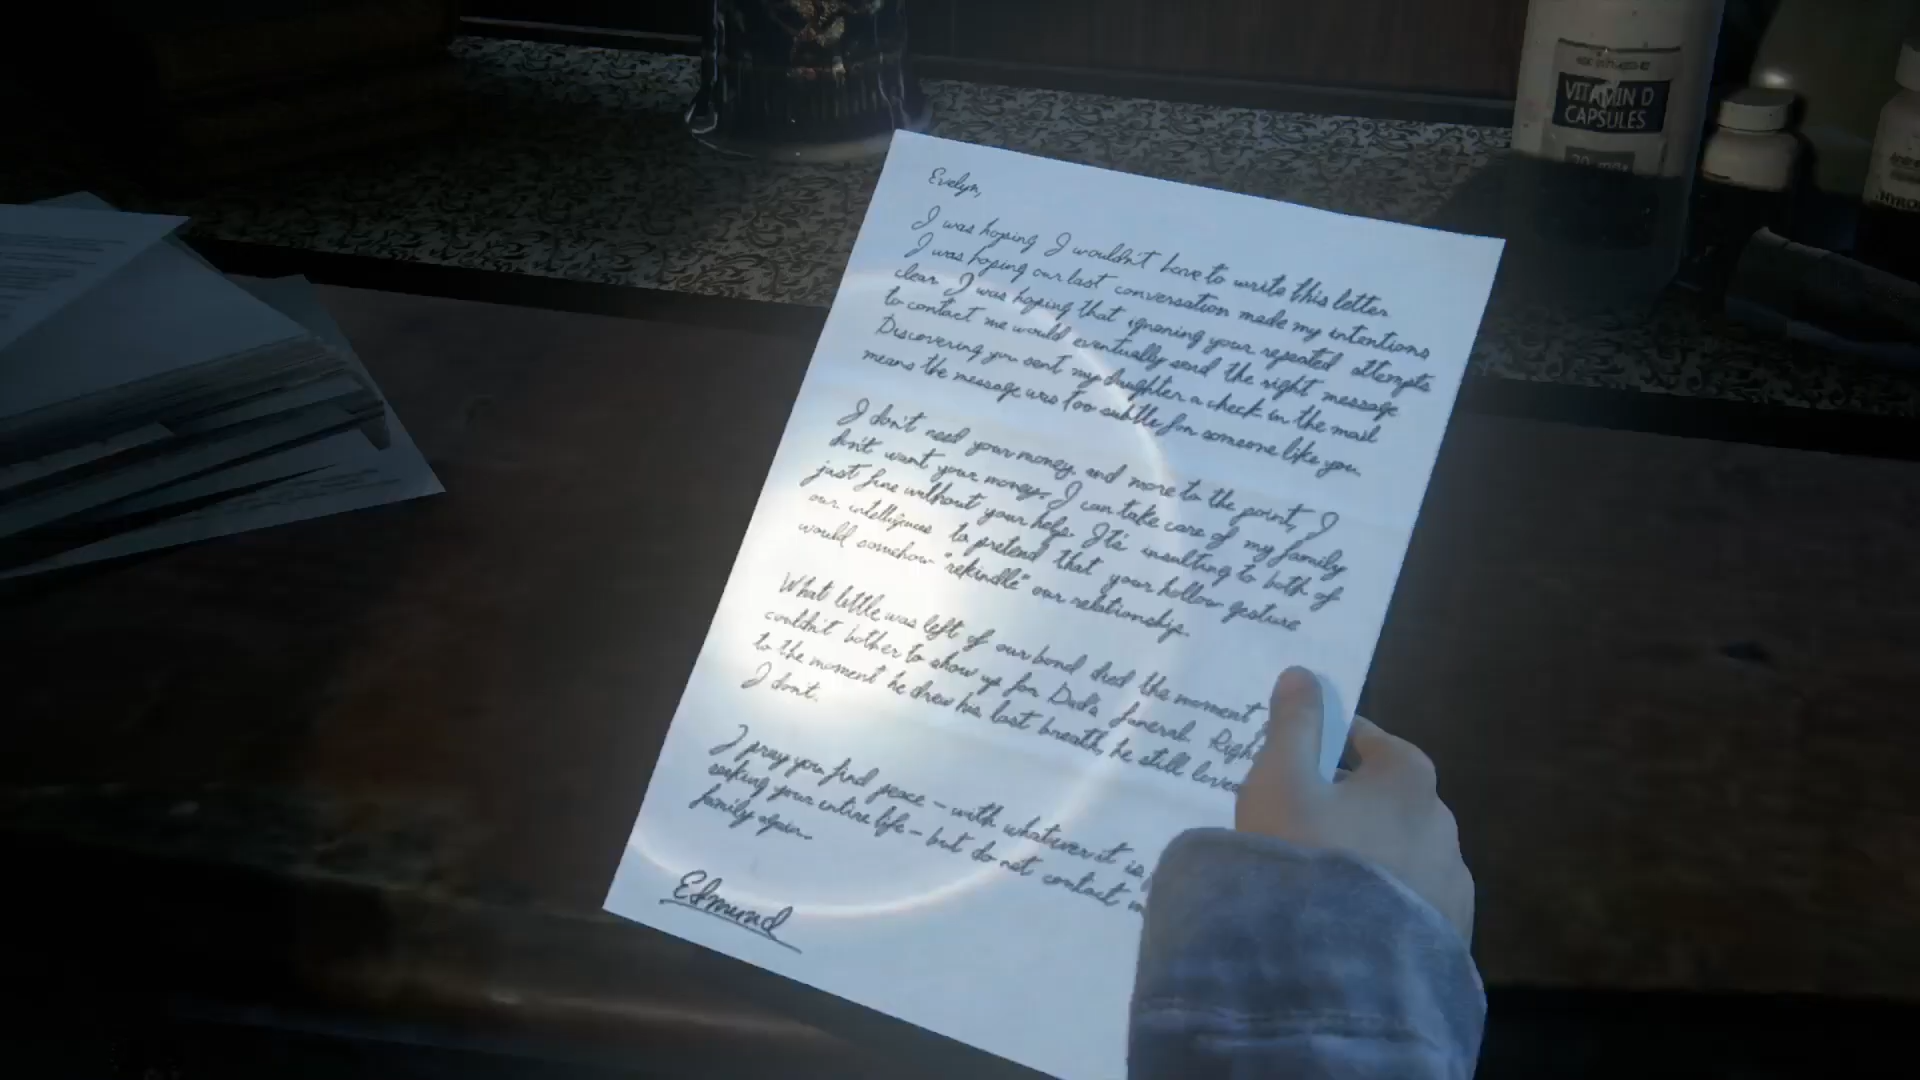 Evelyn,
I was hoping I wouldn't have to write this letter.
I was hoping our last conversation made my intentions
clear. I was hoping that ignoring your repeated attempts
to contact me would eventually send the right message.
Discovering you sent my daughter a check in the mail
means the message was too subtle for someone like you.
I don't need your money, and more to the point, I
don't want your money. I can take care of my family
just fine without your help. It's insulting to both of
our intelligences to pretend that your hollow gesture
would somehow "rekindle" our relationship.
What little was left of our bond died the moment
couldn't bother to show up for Dad's funeral. Right
to the moment he drew his last breath, he still loved
I don't.
I pray you find peace - with whatever it is
seeking your entire life - but do not contact
family again.
Edmund
VITAMIN D
CAPSULES